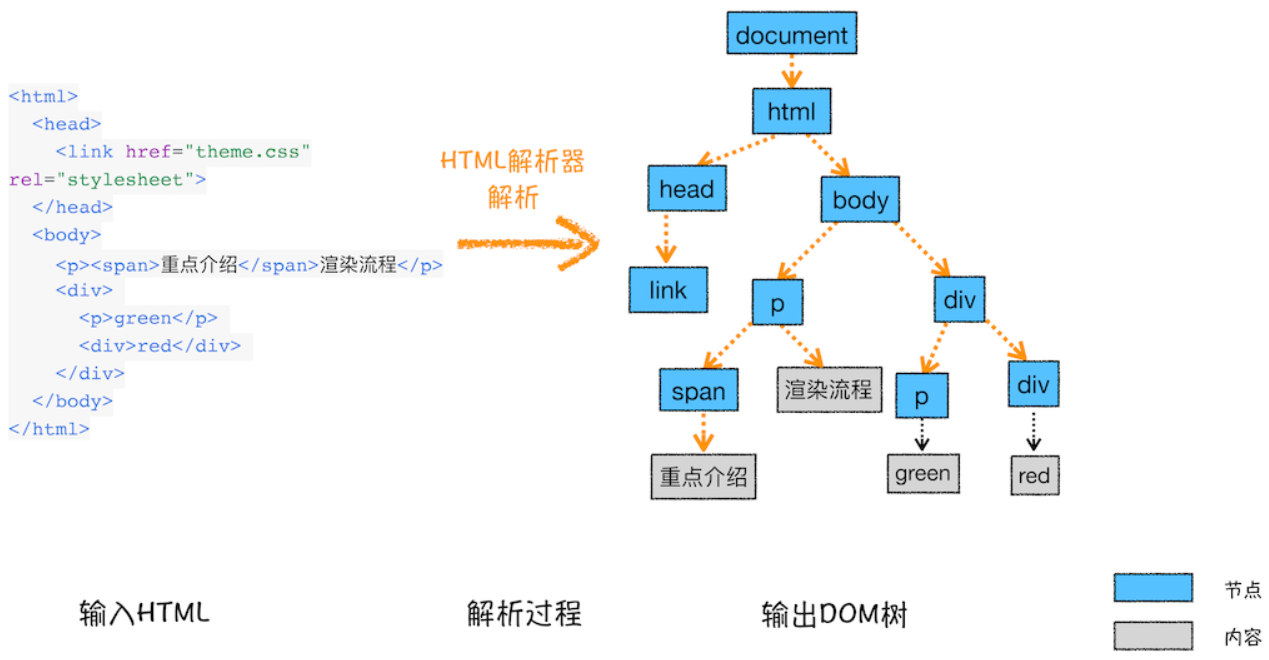 <html>
<head>
<link href="theme.css"
rel="stylesheet">
</head>
<body>
<p><span>重点介绍</span>渲染流程</p>
<div>
<p>green</p>
<div>red</div>
</div>
</body>
</html>
HTML解析器
解析
document
html
head
body
link
p
div
span
渲染流程
p
div
重点介绍
green
red
输入HTML
解析过程
输出DOM树
节点
内容